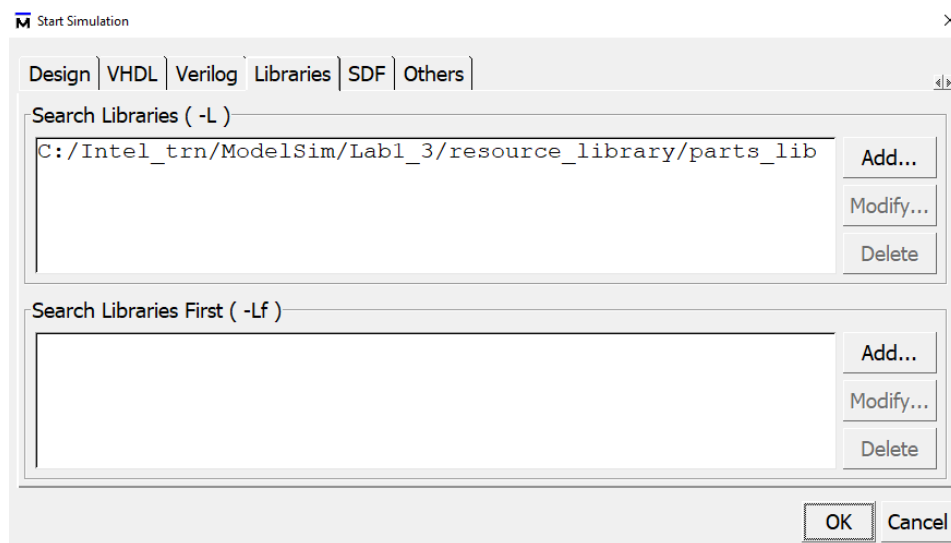 M Start Simulation
Design VHDL Verilog Libraries SDF Others
Search Libraries ( -L )
C:/Intel_trn/ModelSim/Lab1_3/resource_library/parts_lib
Add...
Modify...
Delete
Search Libraries First ( -Lf )
Add...
Modify...
Delete
OK Cancel